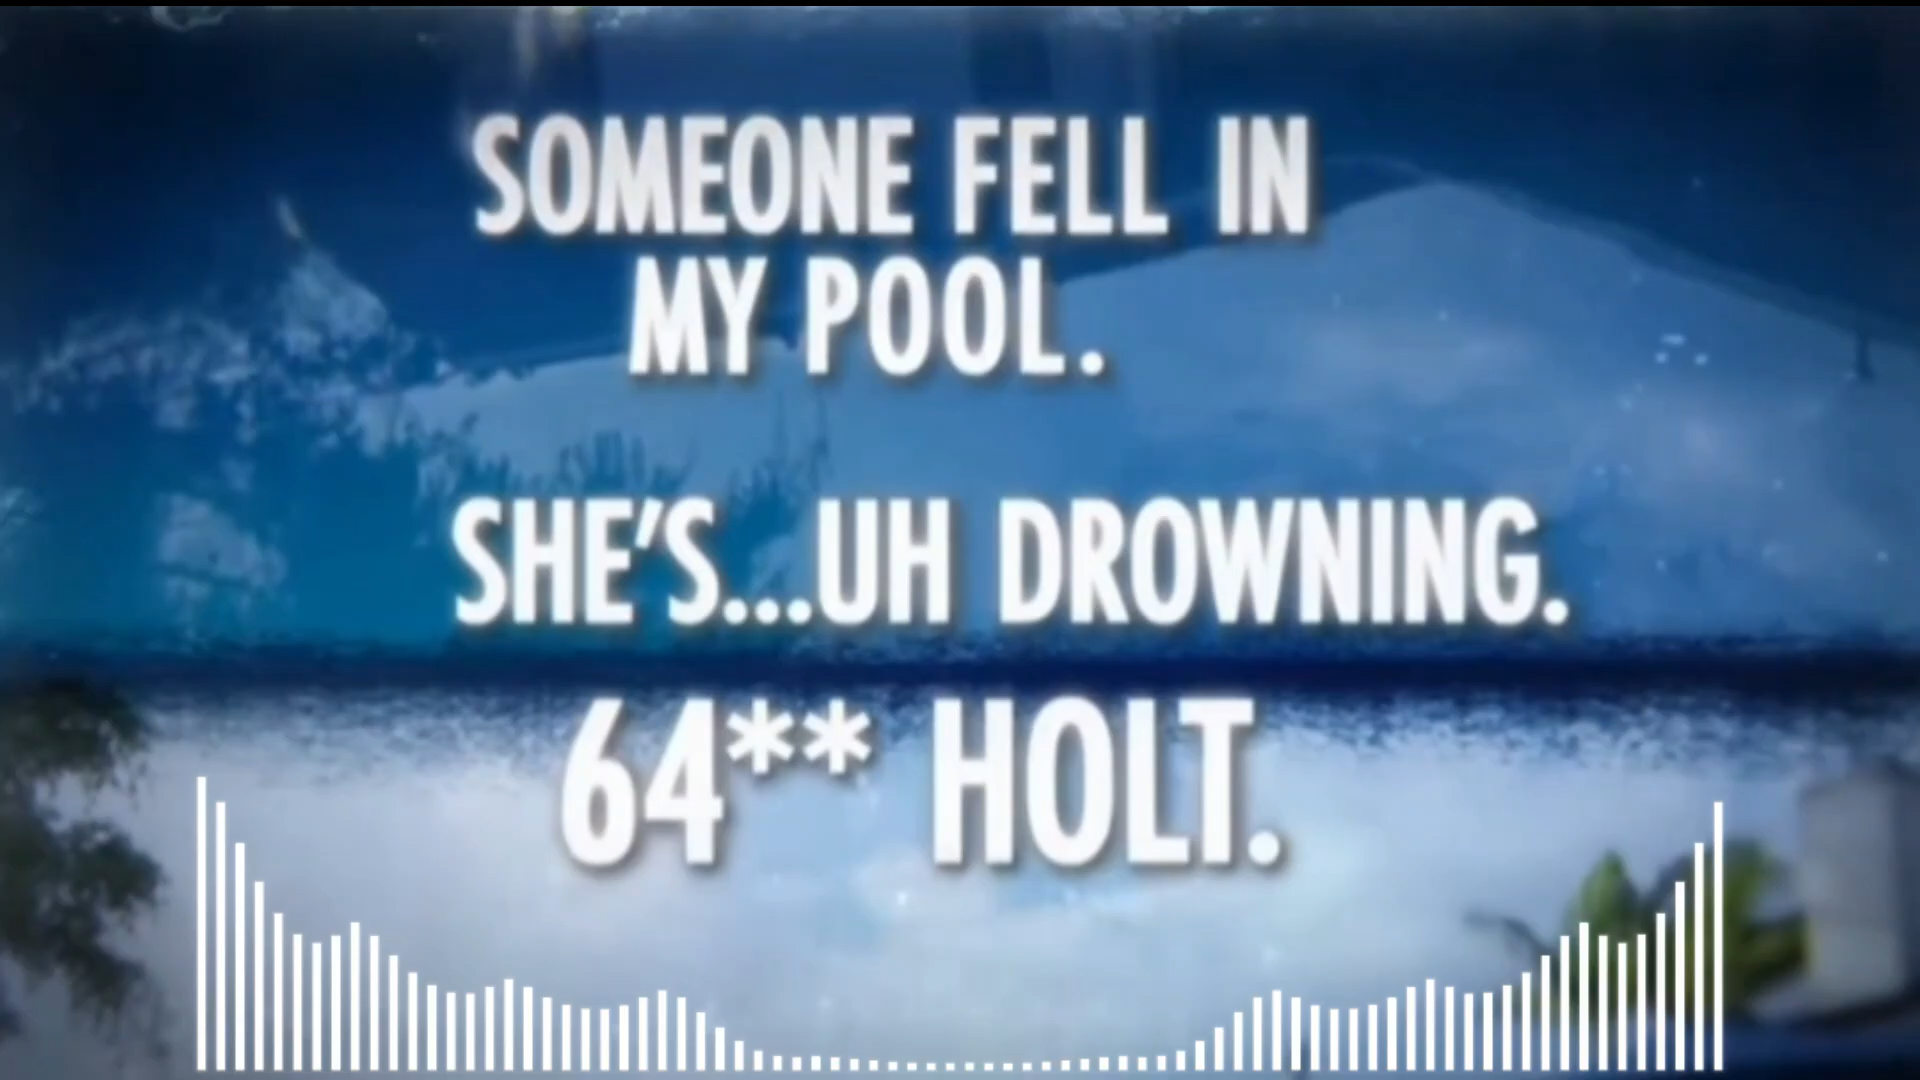 SOMEONE FELL IN
MY POOL.
SHE'S...UH DROWNING.
64** HOLT.